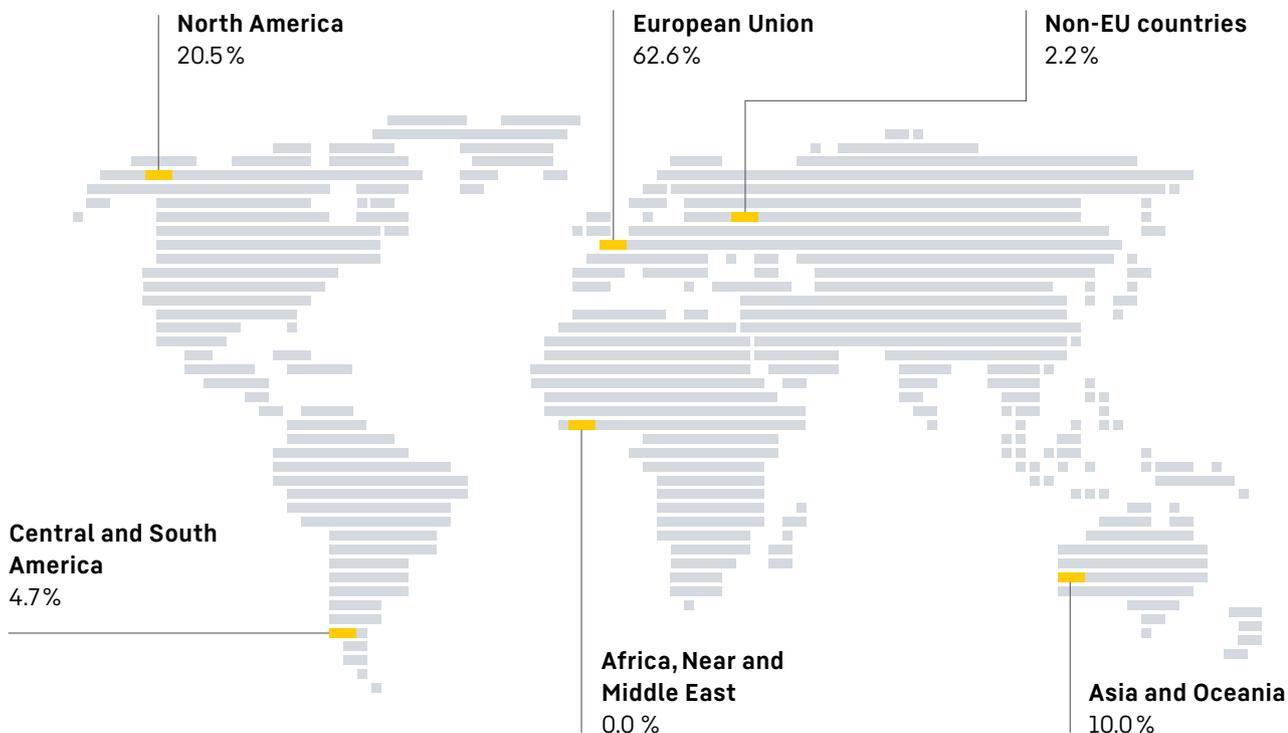 North America
20.5 %
European Union
62.6 %
Non-EU countries
2.2 %
Central and South
America
4.7 %
Africa, Near and
Middle East
0.0 %
Asia and Oceania
10.0 %